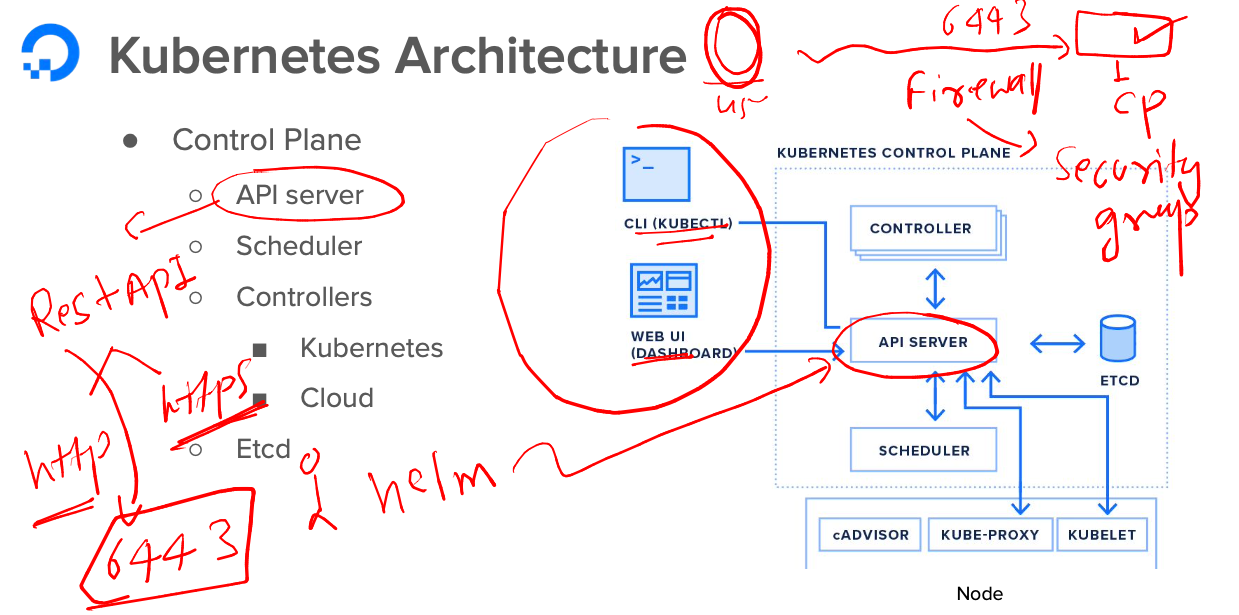 Kubernetes Architecture
6443
Firewall
CP
Security
groups
Control Plane
API server
Scheduler
Controllers
Kubernetes
Cloud
Etcd
Rest API
https
http
6443
helm
>_
CLI (KUBECTL)
WEB UI
(DASHBOARD)
KUBERNETES CONTROL PLANE
CONTROLLER
API SERVER
ETCD
SCHEDULER
cADVISOR
KUBE-PROXY
KUBELET
Node